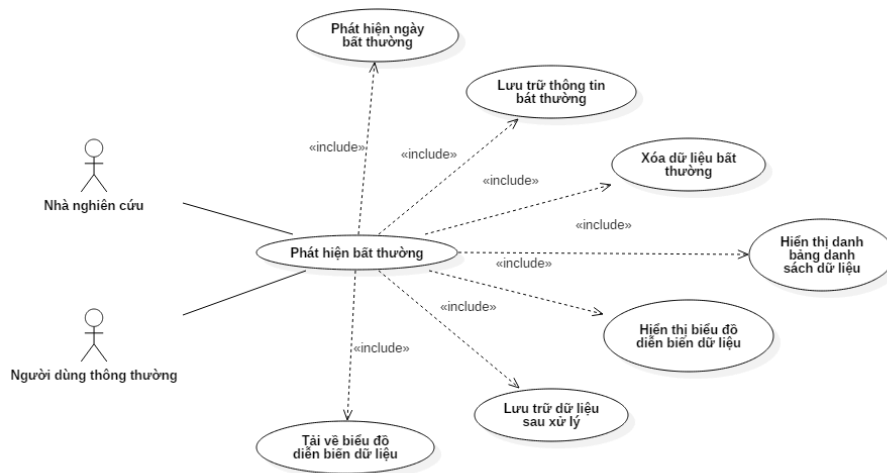 Phát hiện ngày
bất thường
Lưu trữ thông tin
bát thường
«include»
«include»
Xóa dữ liệu bất
thường
«include»
Nhà nghiên cứu
«include»
Phát hiện bất thường
Hiển thị danh
bảng danh
sách dữ liệu
«include»
«include»
«include»
Hiển thị biểu đồ
diễn biến dữ liệu
Người dùng thông thường
Lưu trữ dữ liệu
sau xử lý
Tải về biểu đồ
diễn biến dữ liệu